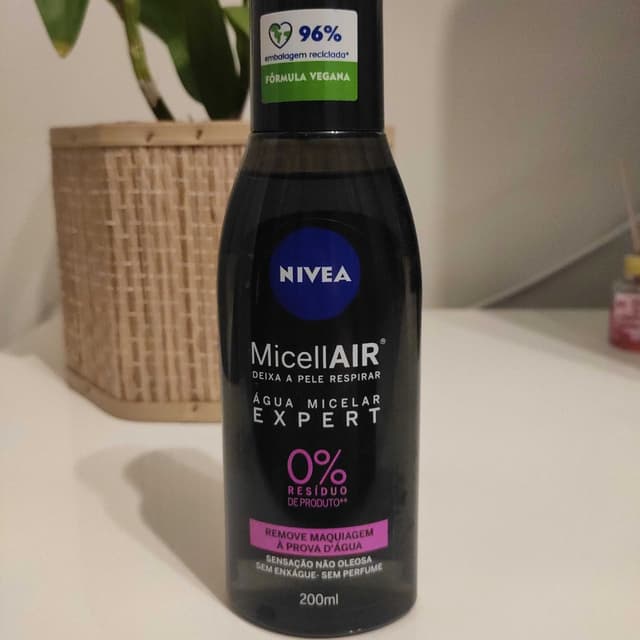 96%
embalagem reciclada*
FÓRMULA VEGANA
NIVEA
MicellAIR®
DEIXA A PELE RESPIRAR
ÁGUA MICELAR
EXPERT
0%
RESÍDUO
DE PRODUTO**
REMOVE MAQUIAGEM
À PROVA D'ÁGUA
SENSAÇÃO NÃO OLEOSA
SEM ENXÁGUE· SEM PERFUME
200ml